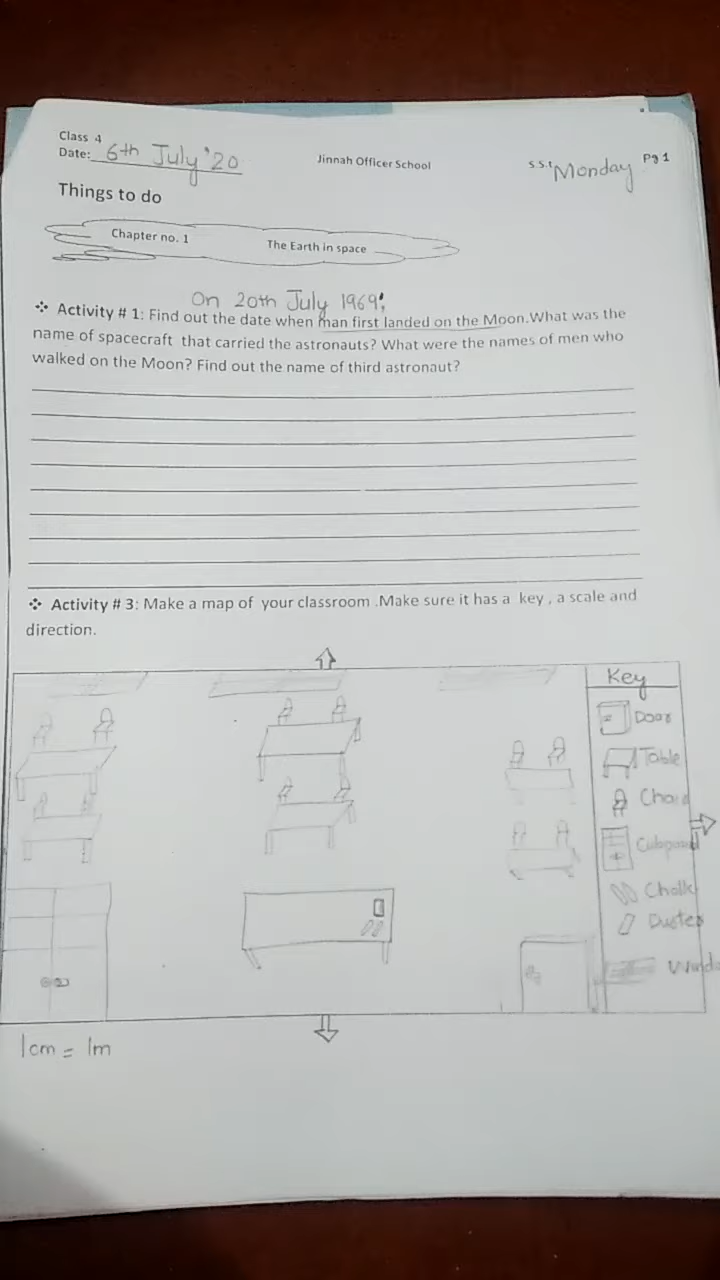 Class 4
Date: 6th July '20
Jinnah Officer School
S.S.t Monday
Pg 1
Things to do
Chapter no. 1 The Earth in space
On 20th July 1969,
❖ Activity # 1: Find out the date when man first landed on the Moon.What was the
name of spacecraft that carried the astronauts? What were the names of men who
walked on the Moon? Find out the name of third astronaut?
❖ Activity # 3: Make a map of your classroom .Make sure it has a key , a scale and
direction.
Key
Door
Table
Chair
Chalk
Duster
Windo
1cm = 1m